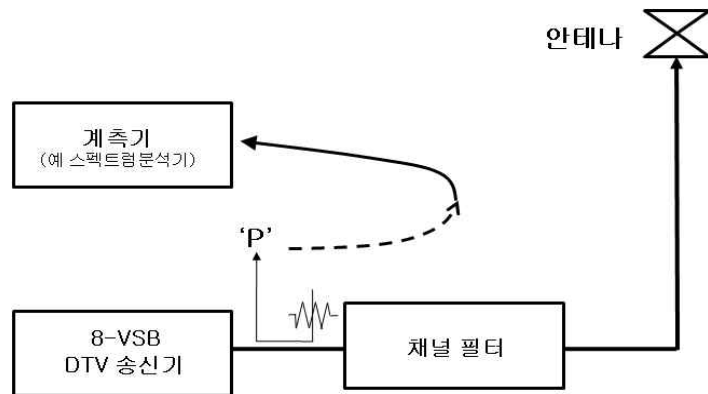 안테나
계측기
(예 스펙트럼분석기)
‘P’
8-VSB
DTV 송신기
채널 필터